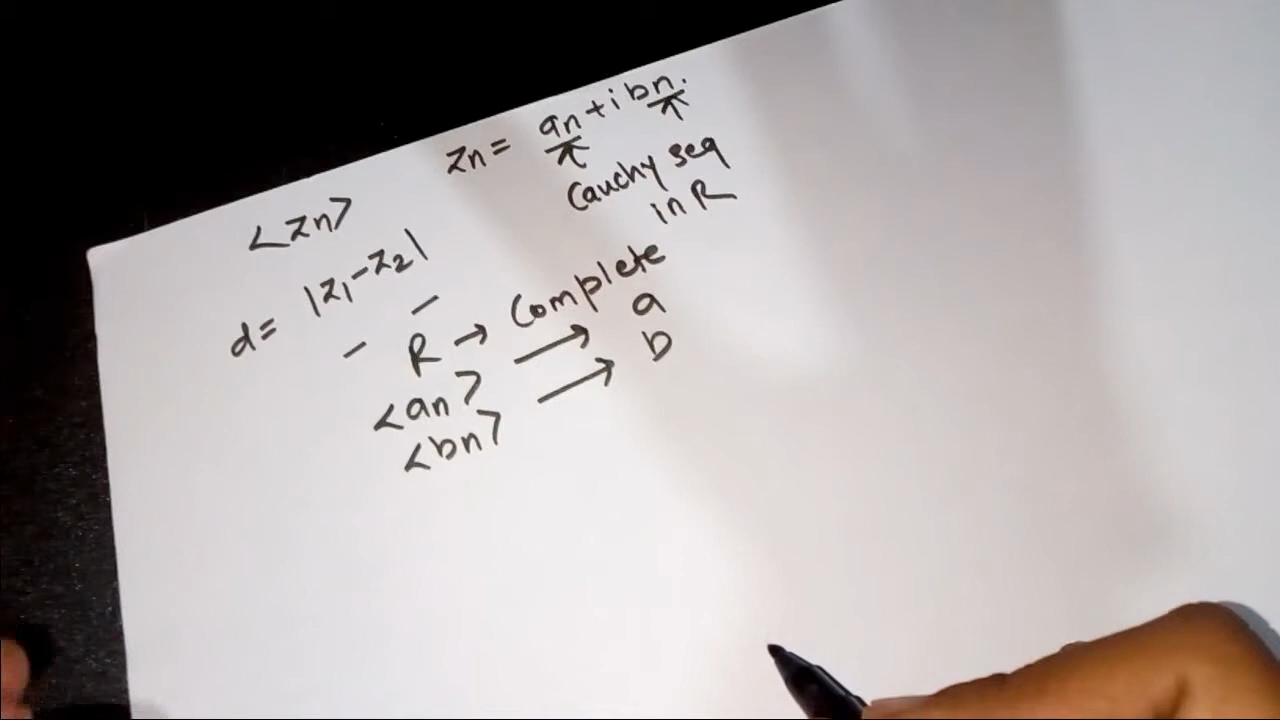 zn = an + ibn.
Cauchy seq
in R
<zn>
d = |z1-z2|
R → Complete
<an> → a
<bn> → b